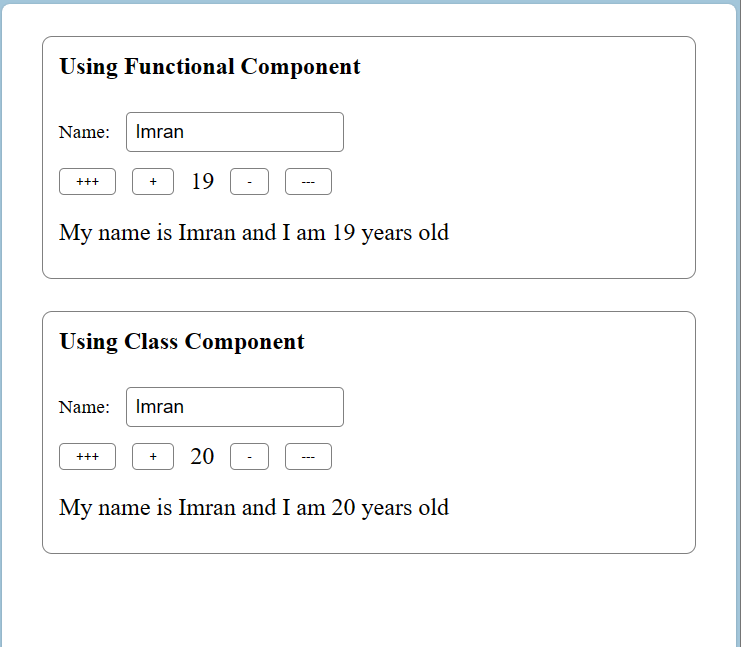 Using Functional Component
Name: Imran
+++ + 19 - ---
My name is Imran and I am 19 years old
Using Class Component
Name: Imran
+++ + 20 - ---
My name is Imran and I am 20 years old